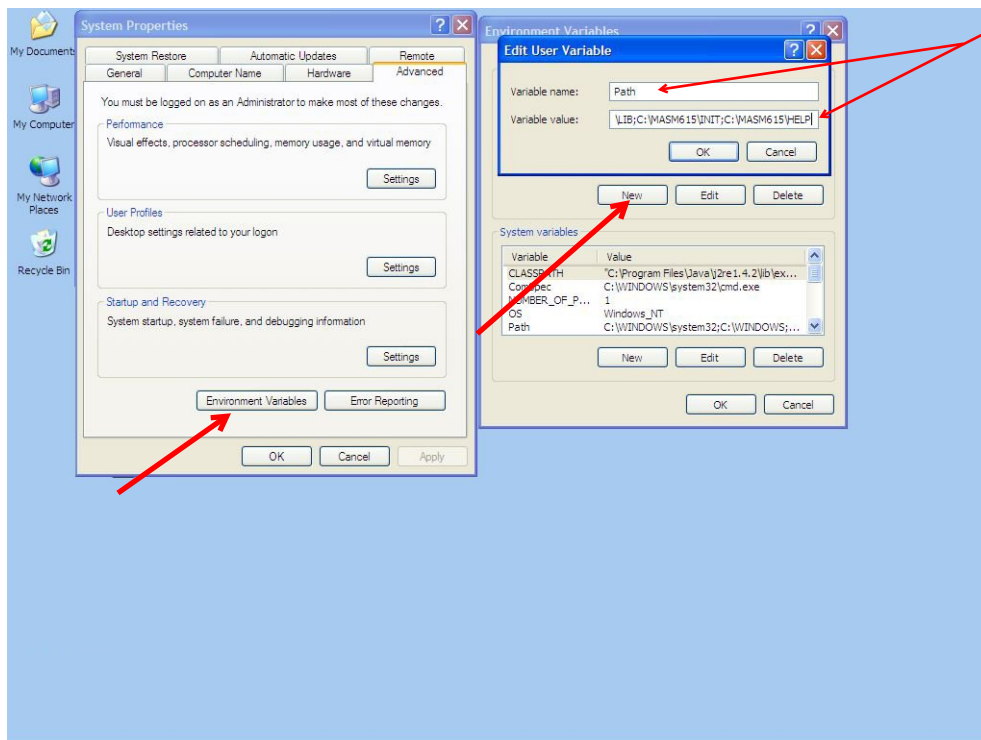 My Documents
My Computer
My Network
Places
Recycle Bin
System Properties
System Restore
Automatic Updates
Remote
General
Computer Name
Hardware
Advanced
You must be logged on as an Administrator to make most of these changes.
Performance
Visual effects, processor scheduling, memory usage, and virtual memory
Settings
User Profiles
Desktop settings related to your logon
Settings
Startup and Recovery
System startup, system failure, and debugging information
Settings
Environment Variables
Error Reporting
OK
Cancel
Apply
Environment Variables
Edit User Variable
Variable name:
Path
Variable value:
\LIB;C:\MASM615\INIT;C:\MASM615\HELP
OK
Cancel
New
Edit
Delete
System variables
Variable Value
CLASSPATH "C:\Program Files\Java\j2re1.4.2\lib\ex...
ComSpec C:\WINDOWS\system32\cmd.exe
NUMBER_OF_P... 1
OS Windows_NT
Path C:\WINDOWS\system32;C:\WINDOWS;...
New
Edit
Delete
OK
Cancel